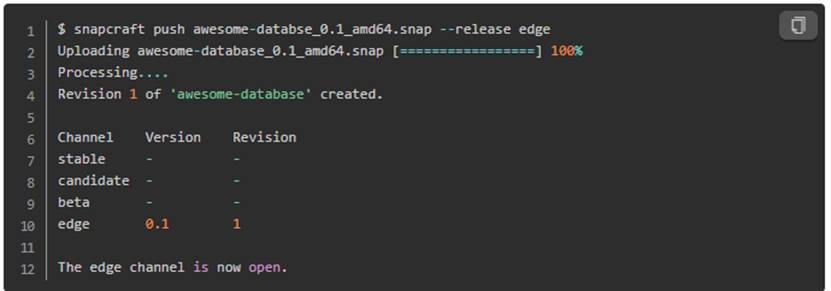 1 $ snapcraft push awesome-databse_0.1_amd64.snap --release edge
2 Uploading awesome-database_0.1_amd64.snap [=================] 100%
3 Processing....
4 Revision 1 of 'awesome-database' created.
5
6 Channel Version Revision
7 stable - -
8 candidate - -
9 beta - -
10 edge 0.1 1
11
12 The edge channel is now open.